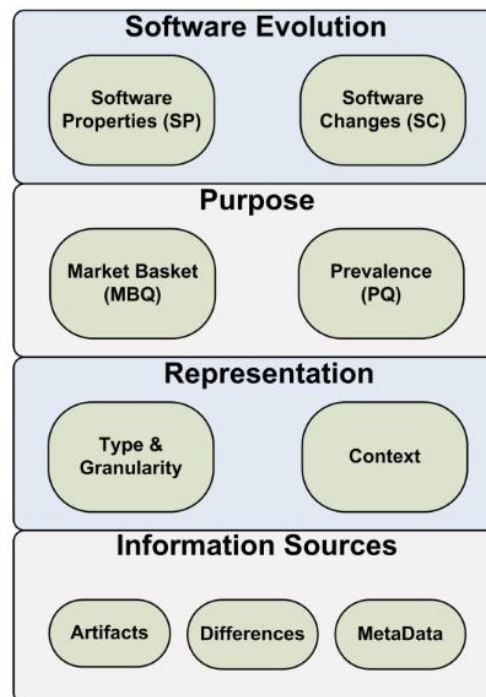 Software Evolution
Software
Properties (SP)
Software
Changes (SC)
Purpose
Market Basket
(MBQ)
Prevalence
(PQ)
Representation
Type &
Granularity
Context
Information Sources
Artifacts
Differences
MetaData